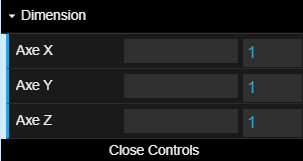 Dimension
Axe X 1
Axe Y 1
Axe Z 1
Close Controls